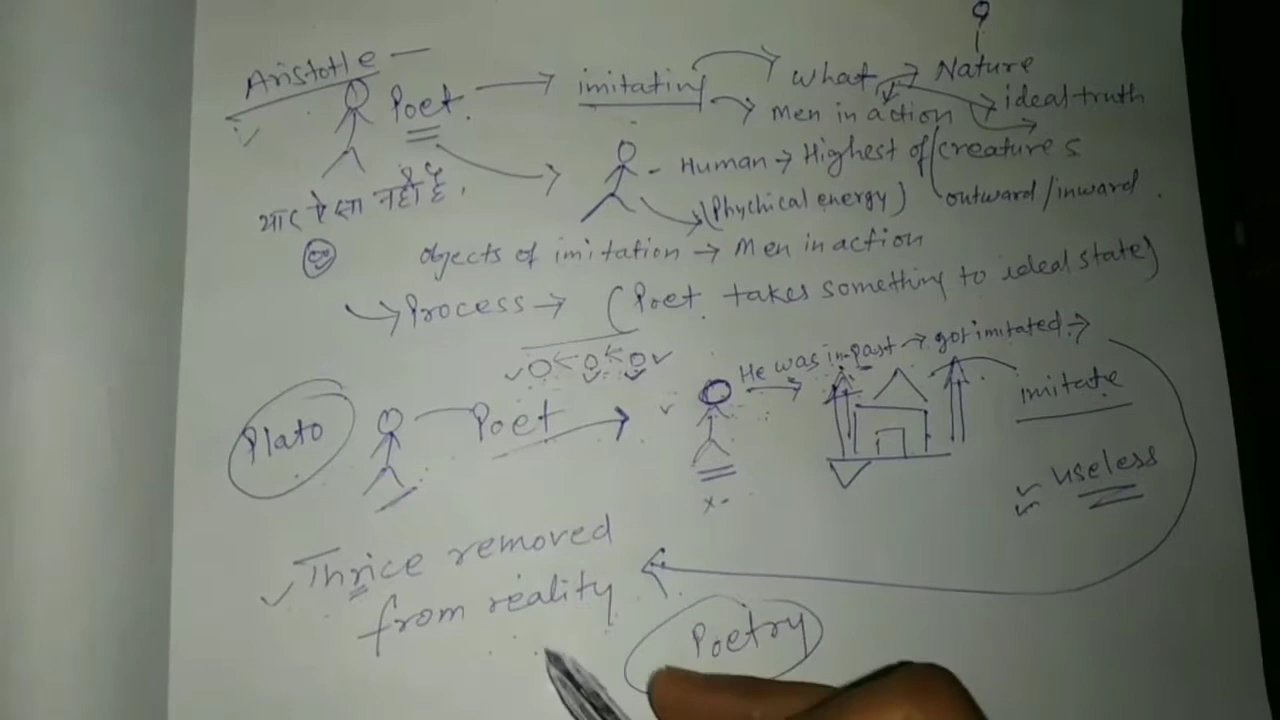 Aristotle —
Poet. → imitating → What → Nature
→ Men in action → ideal truth
Human → Highest of creatures
(Phychical energy) outward/inward.
नहीं है.
objects of imitation → Men in action
→ Process → (Poet. takes something to ideal state)
He was in past → got imitated →
Plato Poet → imitate
useless
Thrice removed
from reality
Poetry